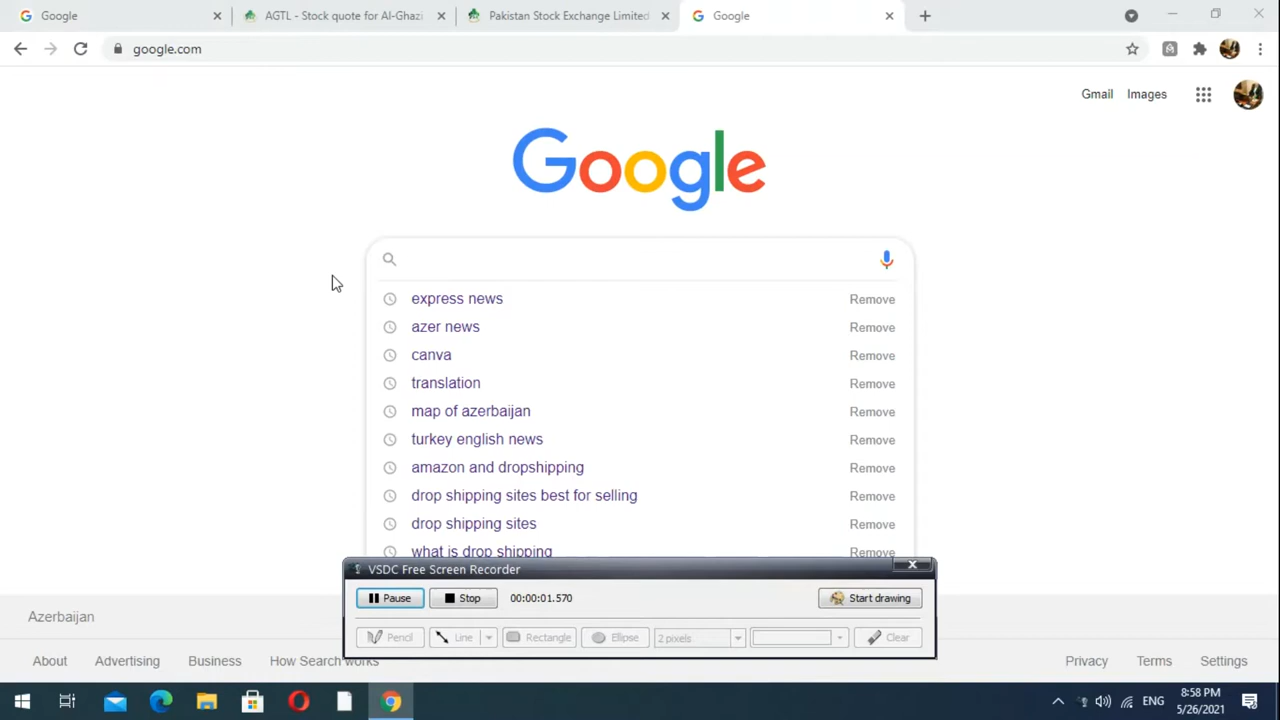 Google
AGTL - Stock quote for Al-Ghazi
Pakistan Stock Exchange Limited
Google
google.com
Gmail
Images
Google
express news
Remove
azer news
Remove
canva
Remove
translation
Remove
map of azerbaijan
Remove
turkey english news
Remove
amazon and dropshipping
Remove
drop shipping sites best for selling
Remove
drop shipping sites
Remove
what is drop shipping
Remove
VSDC Free Screen Recorder
Pause
Stop
00:00:01.570
Start drawing
Pencil
Line
Rectangle
Ellipse
2 pixels
Clear
Azerbaijan
About
Advertising
Business
How Search works
Privacy
Terms
Settings
ENG
8:58 PM
5/26/2021